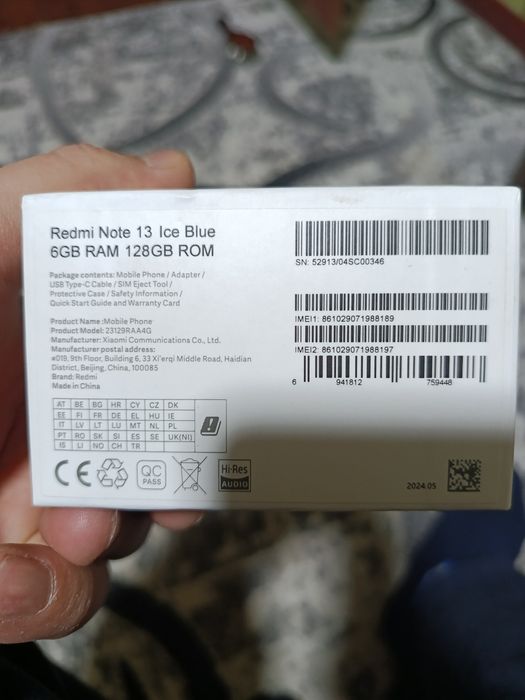 Redmi Note 13 Ice Blue
6GB RAM 128GB ROM
Package contents: Mobile Phone / Adapter /
USB Type-C Cable / SIM Eject Tool /
Protective Case / Safety Information /
Quick Start Guide and Warranty Card
Product Name :Mobile Phone
Product Model: 23129RAA4G
Manufacturer: Xiaomi Communications Co., Ltd.
Manufacturer postal address:
#019, 9th Floor, Building 6, 33 Xi'erqi Middle Road, Haidian
District, Beijing, China, 100085
Brand: Redmi
Made in China
AT BE BG HR CY CZ DK
EE FI FR DE EL HU IE
IT LV LT LU MT NL PL
PT RO SK SI ES SE UK(NI)
IS LI NO CH TR
CE
QC
PASS
Hi-Res
AUDIO
SN: 52913/04SC00346
IMEI1: 861029071988189
IMEI2: 861029071988197
6 941812 759448
2024.05